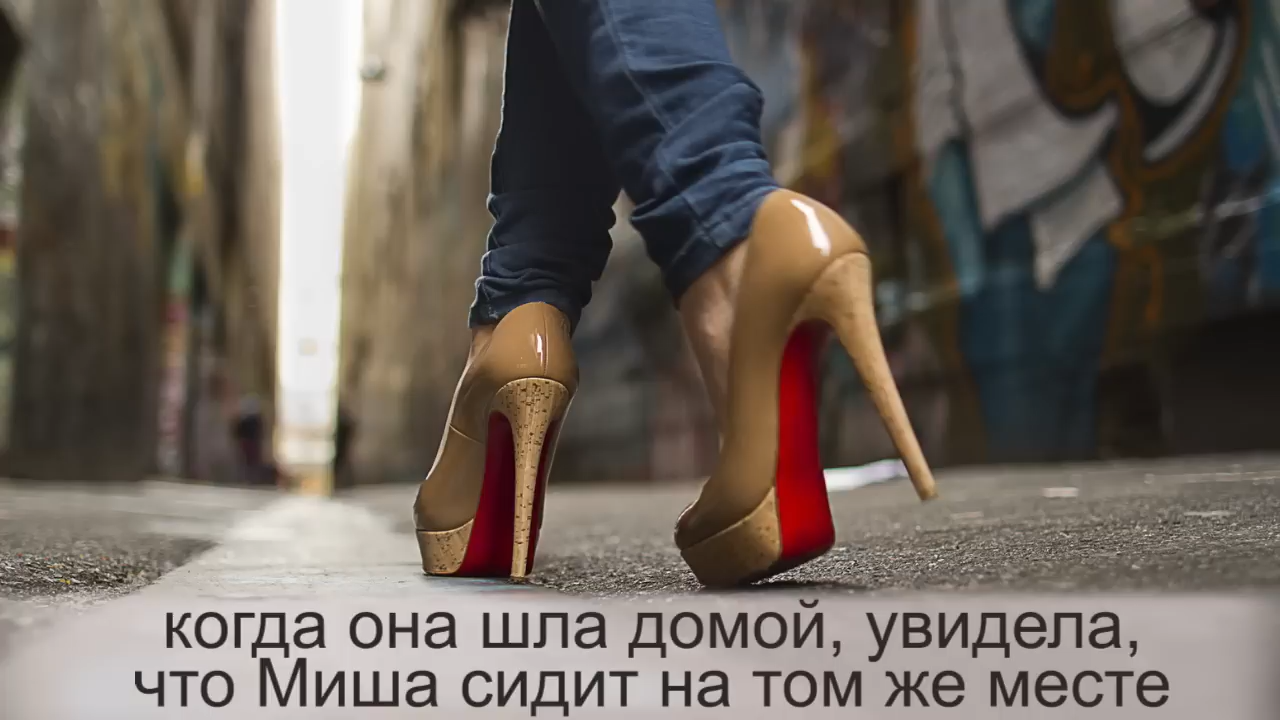 когда она шла домой, увидела,
что Миша сидит на том же месте